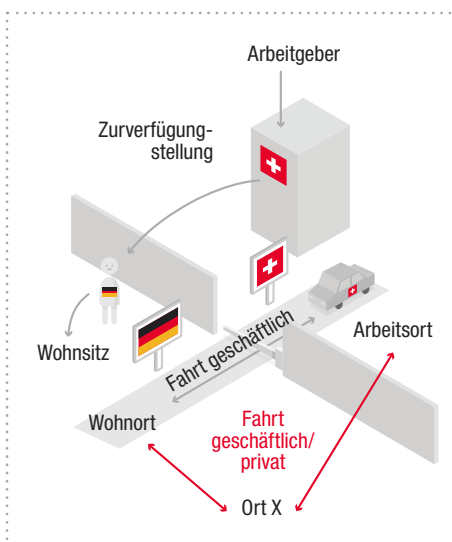 Arbeitgeber
Zurverfügung-
stellung
Wohnsitz
Fahrt geschäftlich
Arbeitsort
Wohnort
Fahrt
geschäftlich/
privat
Ort X